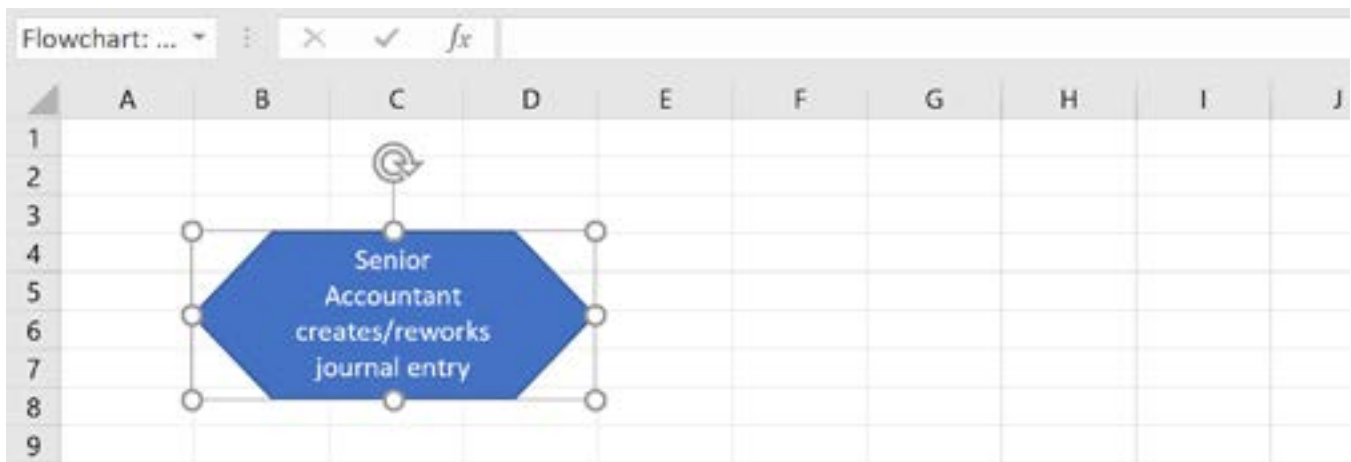 Flowchart: ... fx
A B C D E F G H I J
1
2
3
4 Senior
5 Accountant
6 creates/reworks
7 journal entry
8
9